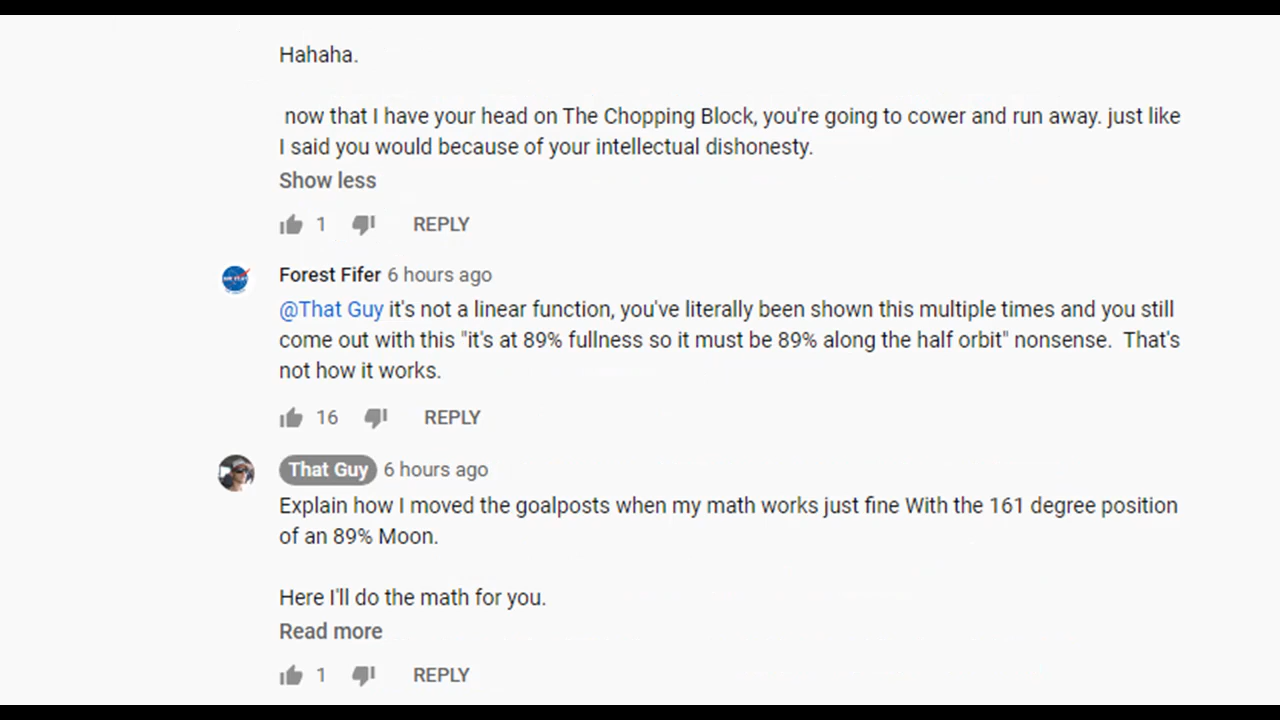 Hahaha.
now that I have your head on The Chopping Block, you're going to cower and run away. just like
I said you would because of your intellectual dishonesty.
Show less
1 REPLY
Forest Fifer 6 hours ago
@That Guy it's not a linear function, you've literally been shown this multiple times and you still
come out with this "it's at 89% fullness so it must be 89% along the half orbit" nonsense. That's
not how it works.
16 REPLY
That Guy 6 hours ago
Explain how I moved the goalposts when my math works just fine With the 161 degree position
of an 89% Moon.
Here I'll do the math for you.
Read more
1 REPLY